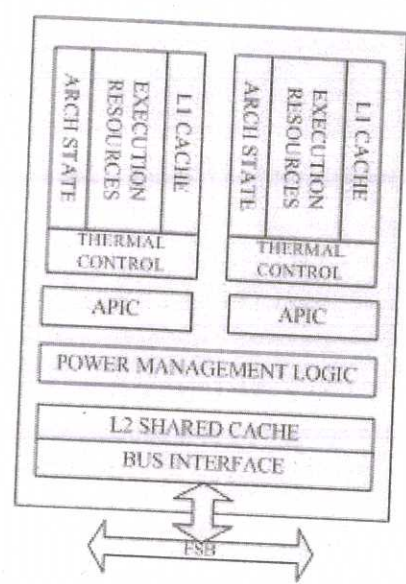 ARCH STATE
EXECUTION
RESOURCES
L1 CACHE
THERMAL
CONTROL
APIC
ARCH STATE
EXECUTION
RESOURCES
L1 CACHE
THERMAL
CONTROL
APIC
POWER MANAGEMENT LOGIC
L2 SHARED CACHE
BUS INTERFACE
FSB